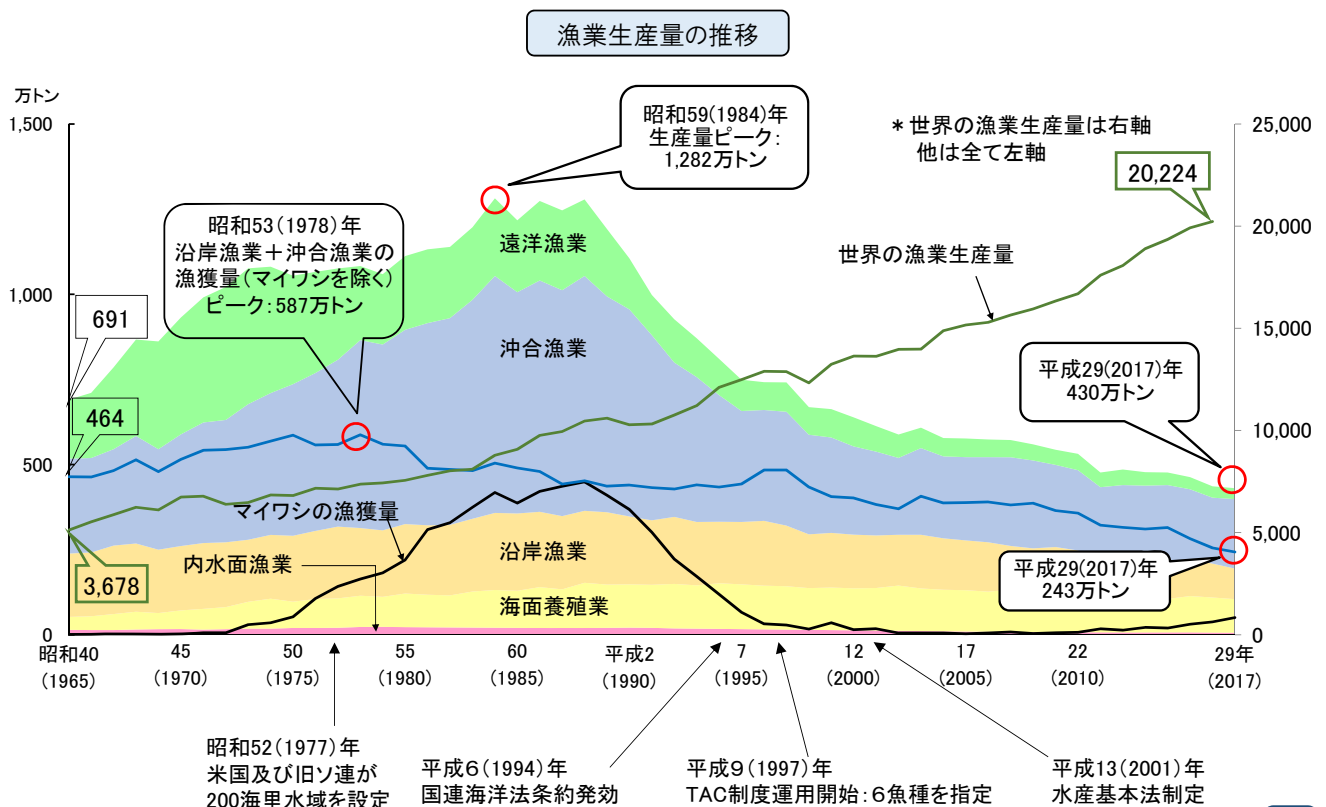 漁業生産量の推移
万トン
1,500
1,000
500
0
25,000
20,000
15,000
10,000
5,000
0
昭和59(1984)年
生産量ピーク:
1,282万トン
*世界の漁業生産量は右軸
他は全て左軸
20,224
昭和53(1978)年
沿岸漁業+沖合漁業の
漁獲量(マイワシを除く)
ピーク:587万トン
遠洋漁業
世界の漁業生産量
691
沖合漁業
平成29(2017)年
430万トン
464
マイワシの漁獲量
内水面漁業
沿岸漁業
3,678
海面養殖業
平成29(2017)年
243万トン
昭和40
(1965)
45
(1970)
50
(1975)
55
(1980)
60
(1985)
平成2
(1990)
7
(1995)
12
(2000)
17
(2005)
22
(2010)
29年
(2017)
昭和52(1977)年
米国及び旧ソ連が
200海里水域を設定
平成6(1994)年
国連海洋法条約発効
平成9(1997)年
TAC制度運用開始:6魚種を指定
平成13(2001)年
水産基本法制定